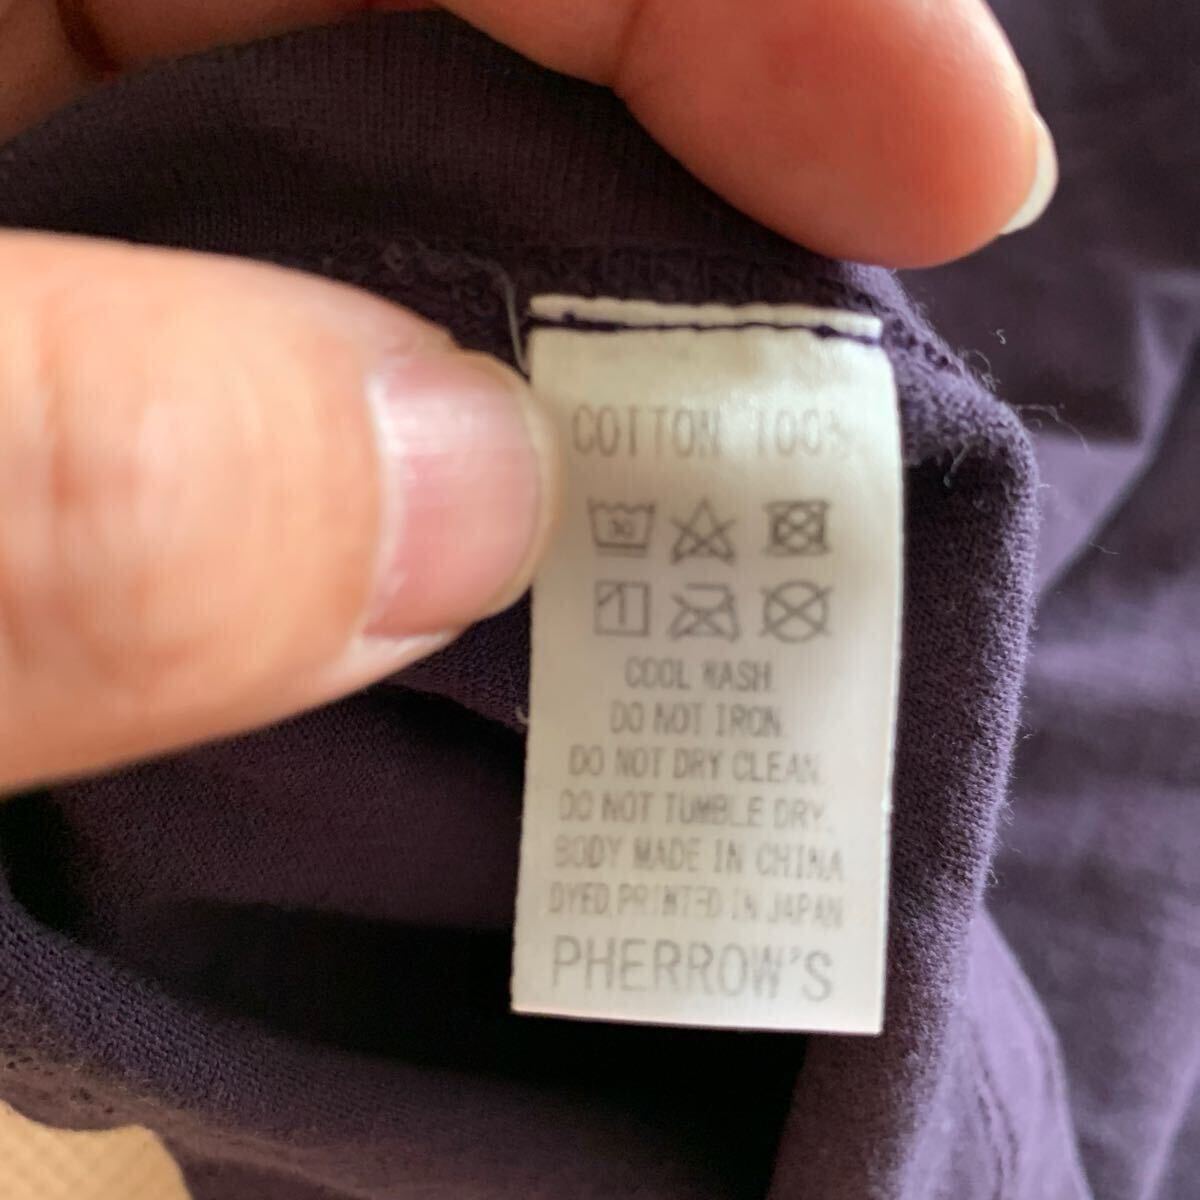 COTTON 100%
30
COOL WASH.
DO NOT IRON.
DO NOT DRY CLEAN.
DO NOT TUMBLE DRY.
BODY MADE IN CHINA
DYED, PRINTED IN JAPAN
PHERROW'S